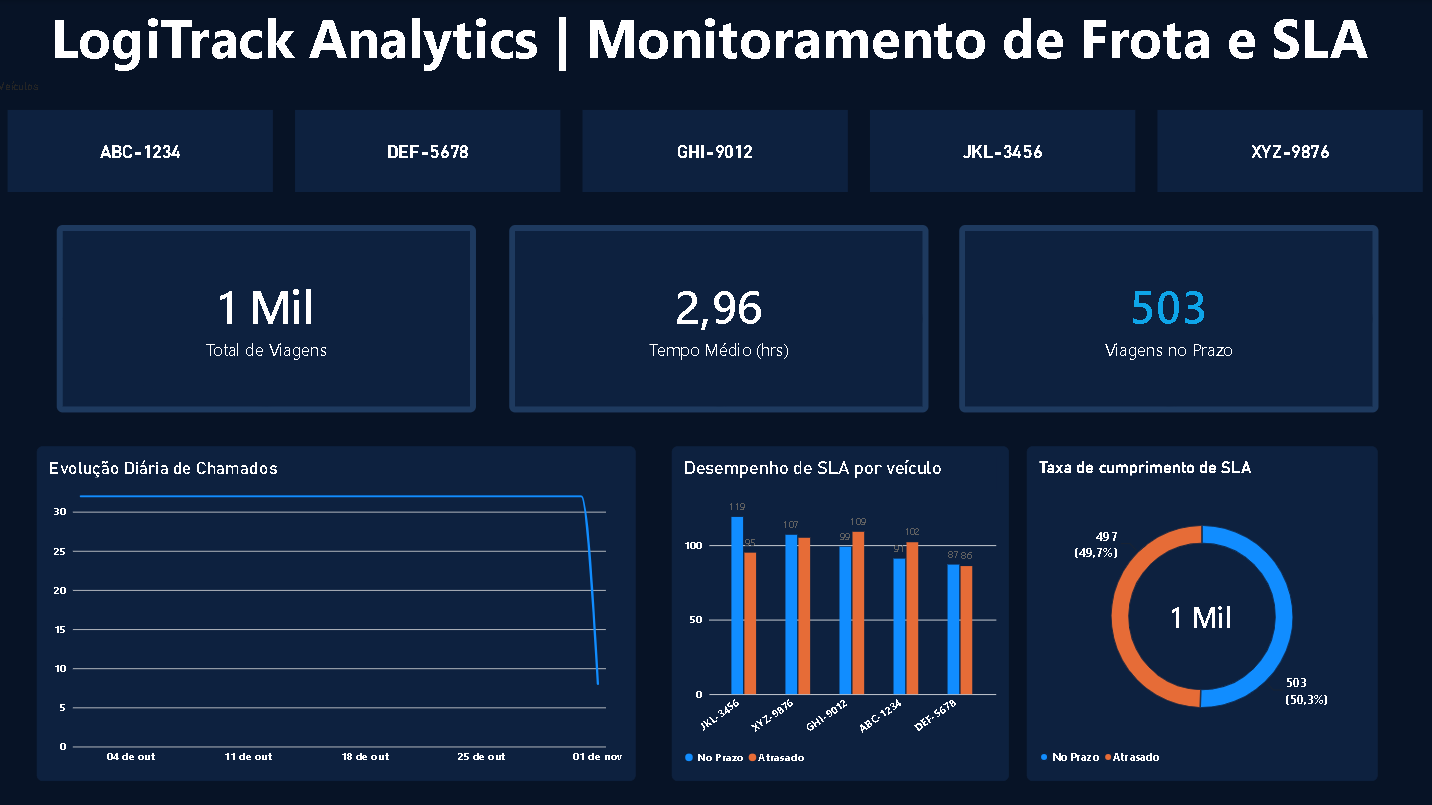 LogiTrack Analytics | Monitoramento de Frota e SLA
Veículos
ABC-1234
DEF-5678
GHI-9012
JKL-3456
XYZ-9876
1 Mil
Total de Viagens
2,96
Tempo Médio (hrs)
503
Viagens no Prazo
Evolução Diária de Chamados
30
25
20
15
10
5
0
04 de out
11 de out
18 de out
25 de out
01 de nov
Desempenho de SLA por veículo
100
50
0
119
95
107
99
109
91
102
87
86
JKL-3456
XYZ-9876
GHI-9012
ABC-1234
DEF-5678
No Prazo
Atrasado
Taxa de cumprimento de SLA
497
(49,7%)
1 Mil
503
(50,3%)
No Prazo
Atrasado